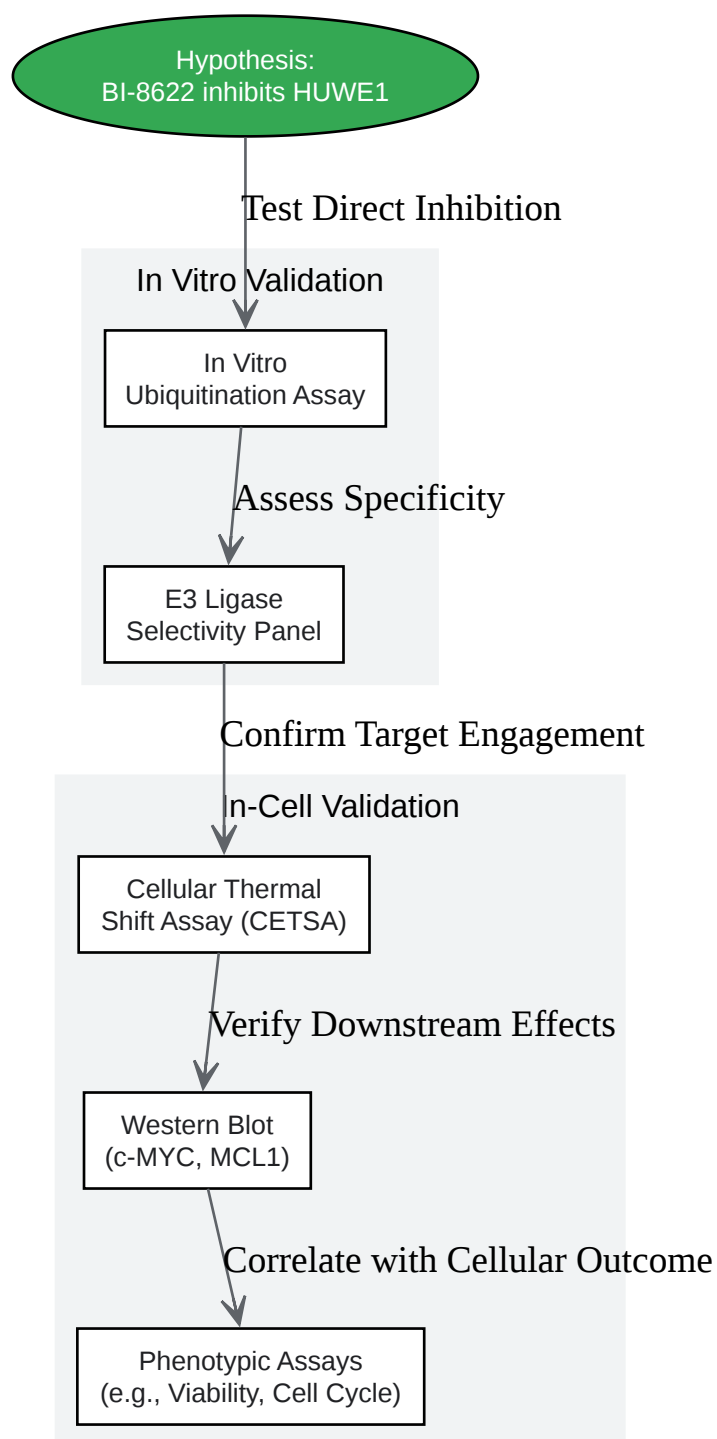 Hypothesis:
BI-8622 inhibits HUWE1
Test Direct Inhibition
In Vitro Validation
In Vitro
Ubiquitination Assay
Assess Specificity
E3 Ligase
Selectivity Panel
Confirm Target Engagement
In-Cell Validation
Cellular Thermal
Shift Assay (CETSA)
Verify Downstream Effects
Western Blot
(c-MYC, MCL1)
Correlate with Cellular Outcome
Phenotypic Assays
(e.g., Viability, Cell Cycle)